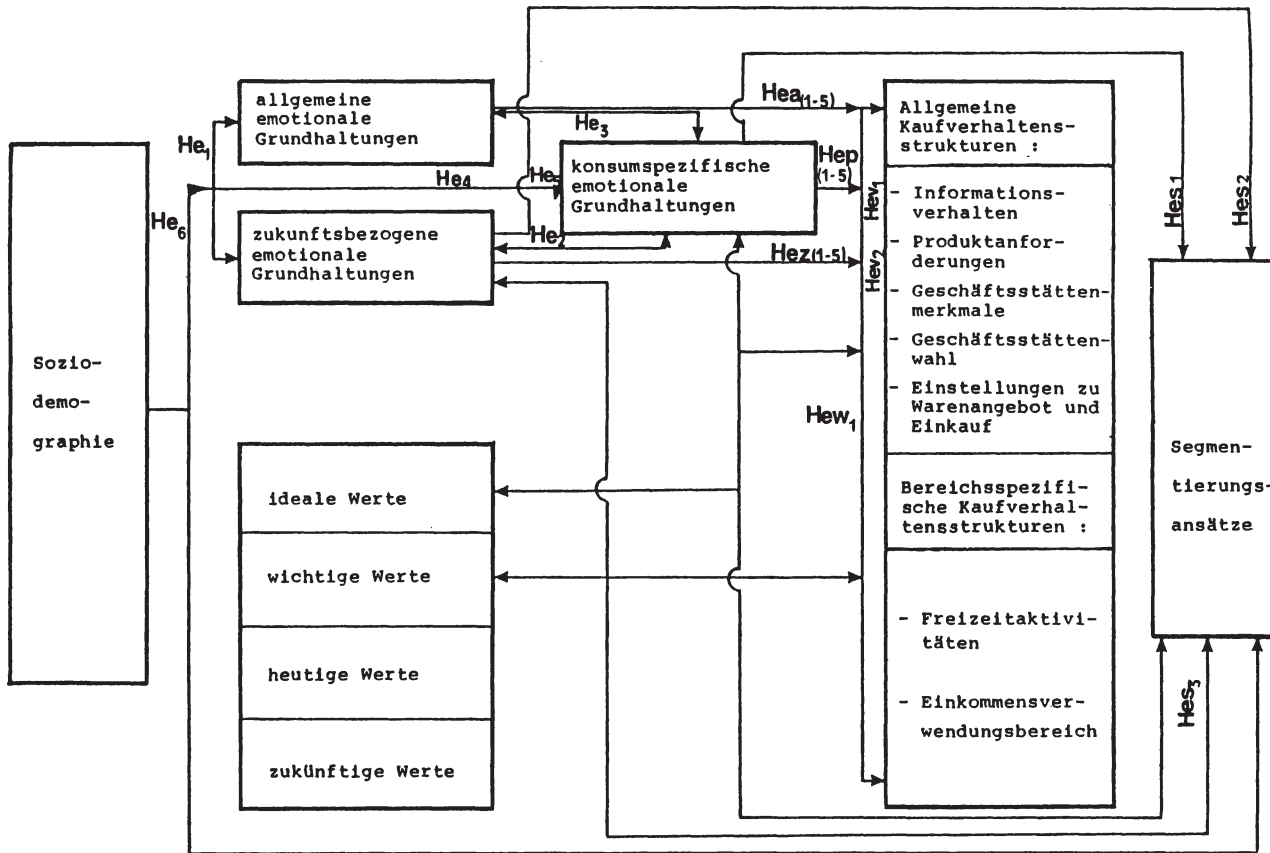 Sozio-
demo-
graphie
He1
He6
allgemeine
emotionale
Grundhaltungen
zukunftsbezogene
emotionale
Grundhaltungen
He4
He3
He2
konsumspezifische
emotionale
Grundhaltungen
Hea(1-5)
Hep
(1-5)
Hez(1-5)
Hev1
Hev2
Hew1
ideale Werte
wichtige Werte
heutige Werte
zukünftige Werte
Allgemeine
Kaufverhaltens-
strukturen :
- Informations-
verhalten
- Produktanfor-
derungen
- Geschäftsstätten-
merkmale
- Geschäftsstätten-
wahl
- Einstellungen zu
Warenangebot und
Einkauf
Bereichsspezifi-
sche Kaufverhal-
tensstrukturen :
- Freizeitaktivi-
täten
- Einkommensver-
wendungsbereich
Hes1
Hes2
Hes3
Segmen-
tierungs-
ansätze